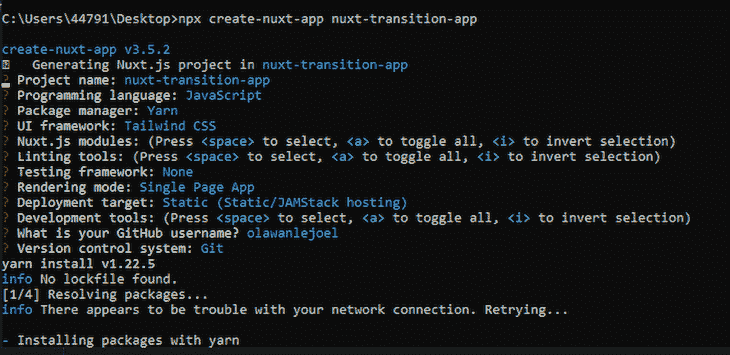 C:\Users\44791\Desktop>npx create-nuxt-app nuxt-transition-app
create-nuxt-app v3.5.2
Generating Nuxt.js project in nuxt-transition-app
? Project name: nuxt-transition-app
? Programming language: JavaScript
? Package manager: Yarn
? UI framework: Tailwind CSS
? Nuxt.js modules: (Press <space> to select, <a> to toggle all, <i> to invert selection)
? Linting tools: (Press <space> to select, <a> to toggle all, <i> to invert selection)
? Testing framework: None
? Rendering mode: Single Page App
? Deployment target: Static (Static/JAMStack hosting)
? Development tools: (Press <space> to select, <a> to toggle all, <i> to invert selection)
? What is your GitHub username? olawanlejoel
? Version control system: Git
yarn install v1.22.5
info No lockfile found.
[1/4] Resolving packages...
info There appears to be trouble with your network connection. Retrying...
- Installing packages with yarn